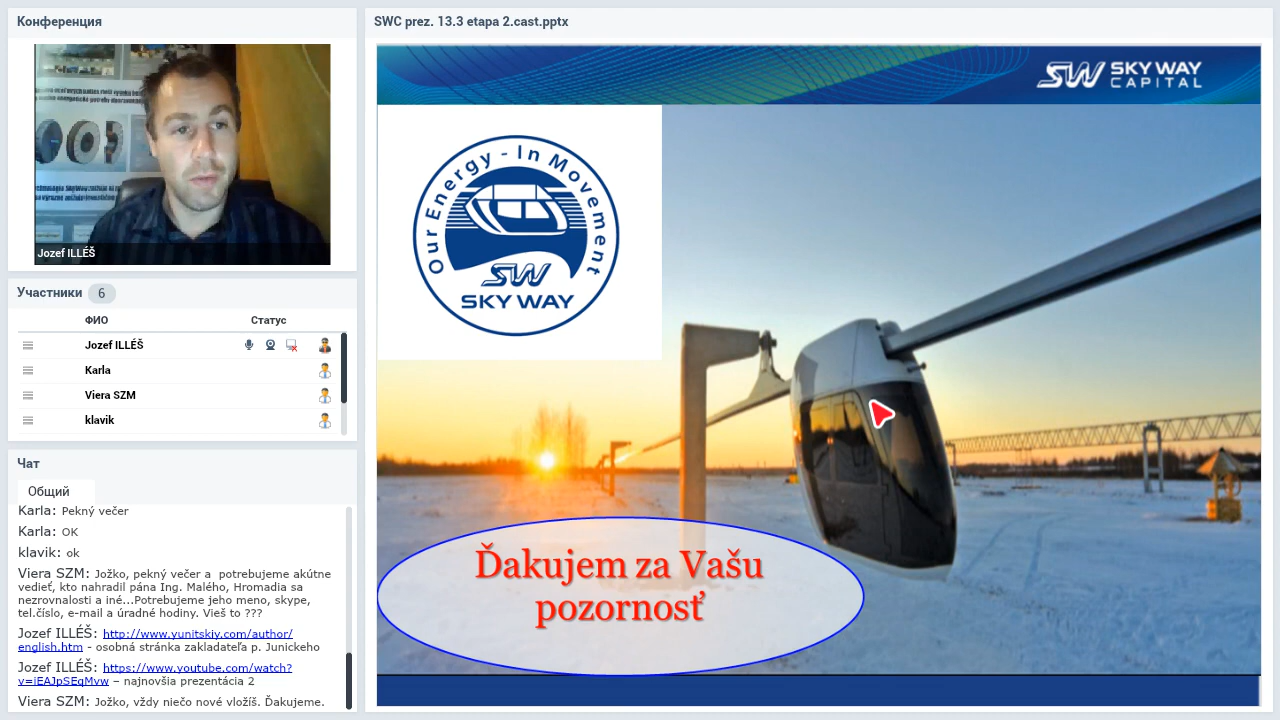 Конференция
Jozef ILLÉŠ
Участники 6
ФИО Статус
Jozef ILLÉŠ
Karla
Viera SZM
klavik
Чат
Общий
Karla: Pekný večer
Karla: OK
klavik: ok
Viera SZM: Jožko, pekný večer a potrebujeme akútne
vedieť, kto nahradil pána Ing. Malého, Hromadia sa
nezrovnalosti a iné...Potrebujeme jeho meno, skype,
tel.číslo, e-mail a úradné hodiny. Vieš to ???
Jozef ILLÉŠ: http://www.yunitskiy.com/author/
english.htm - osobná stránka zakladateľa p. Junickeho
Jozef ILLÉŠ: https://www.youtube.com/watch?
v=iEAJpSEqMvw – najnovšia prezentácia 2
Viera SZM: Jožko, vždy niečo nové vložíš. Ďakujeme.
SWC prez. 13.3 etapa 2.cast.pptx
SW SKY WAY
CAPITAL
Our Energy - In Movement
SW
SKY WAY
Ďakujem za Vašu
pozornosť